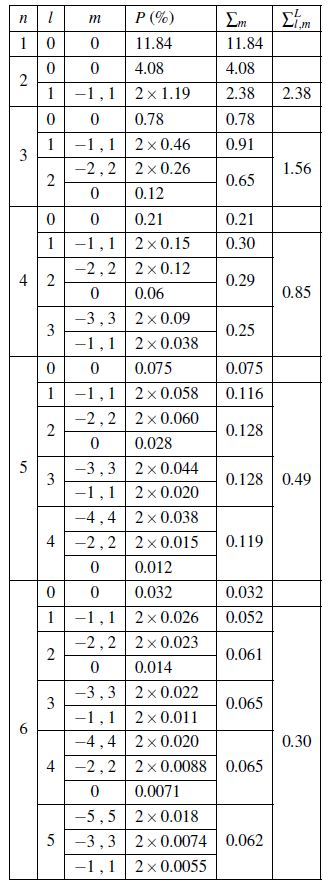 n l m P (%) Σm Σᴸl,m
1 0 0 11.84 11.84
2 0 0 4.08 4.08
1 −1 , 1 2 × 1.19 2.38 2.38
3 0 0 0.78 0.78
1 −1 , 1 2 × 0.46 0.91 1.56
2 −2 , 2 2 × 0.26 0.65
0 0.12
4 0 0 0.21 0.21
1 −1 , 1 2 × 0.15 0.30 0.85
2 −2 , 2 2 × 0.12 0.29
0 0.06
3 −3 , 3 2 × 0.09 0.25
−1 , 1 2 × 0.038
5 0 0 0.075 0.075
1 −1 , 1 2 × 0.058 0.116 0.49
2 −2 , 2 2 × 0.060 0.128
0 0.028
3 −3 , 3 2 × 0.044 0.128
−1 , 1 2 × 0.020
4 −4 , 4 2 × 0.038 0.119
−2 , 2 2 × 0.015
0 0.012
6 0 0 0.032 0.032
1 −1 , 1 2 × 0.026 0.052 0.30
2 −2 , 2 2 × 0.023 0.061
0 0.014
3 −3 , 3 2 × 0.022 0.065
−1 , 1 2 × 0.011
4 −4 , 4 2 × 0.020 0.065
−2 , 2 2 × 0.0088
0 0.0071
5 −5 , 5 2 × 0.018 0.062
−3 , 3 2 × 0.0074
−1 , 1 2 × 0.0055